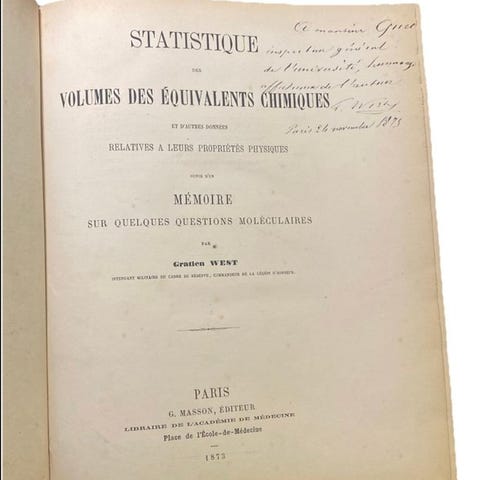 STATISTIQUE
DES
VOLUMES DES ÉQUIVALENTS CHIMIQUES
ET D'AUTRES DONNÉES
RELATIVES A LEURS PROPRIÉTÉS PHYSIQUES
SUIVIE D'UN
MÉMOIRE
SUR QUELQUES QUESTIONS MOLÉCULAIRES
PAR
Gratien WEST
INTENDANT MILITAIRE DU CADRE DE RÉSERVE, COMMANDEUR DE LA LÉGION D'HONNEUR.
PARIS
G. MASSON, ÉDITEUR
LIBRAIRE DE L'ACADÉMIE DE MÉDECINE
Place de l'École-de-Médecine
1873
A monsieur
inspecteur général
de l'université, hommage
affectueux de l'auteur
G. West
Paris 26 novembre 1873